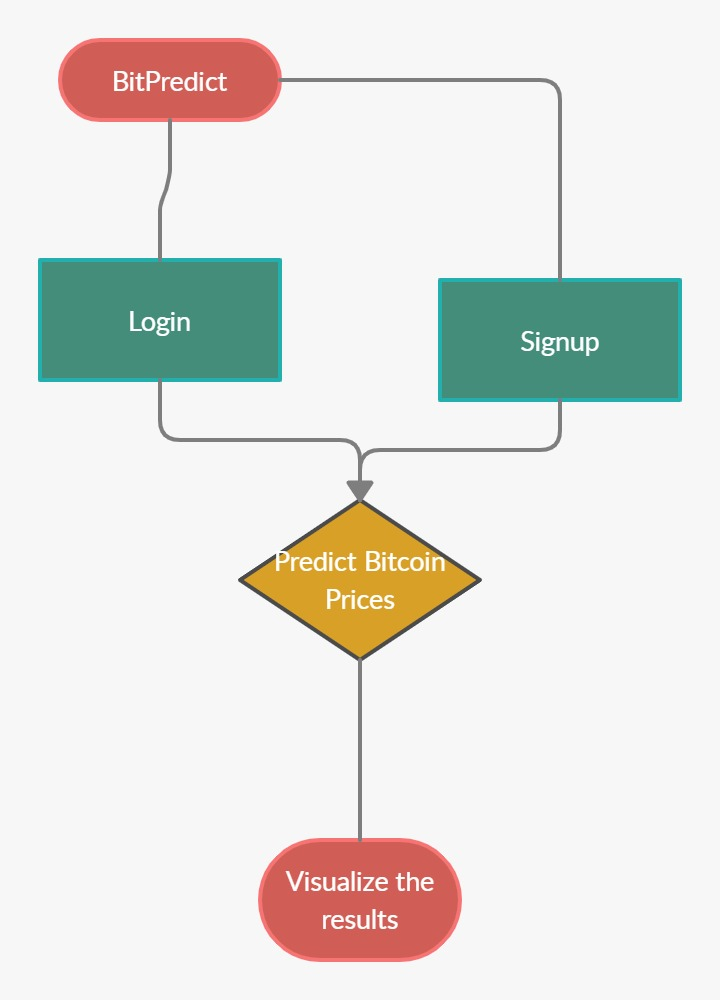 BitPredict
Login
Signup
Predict Bitcoin
Prices
Visualize the
results